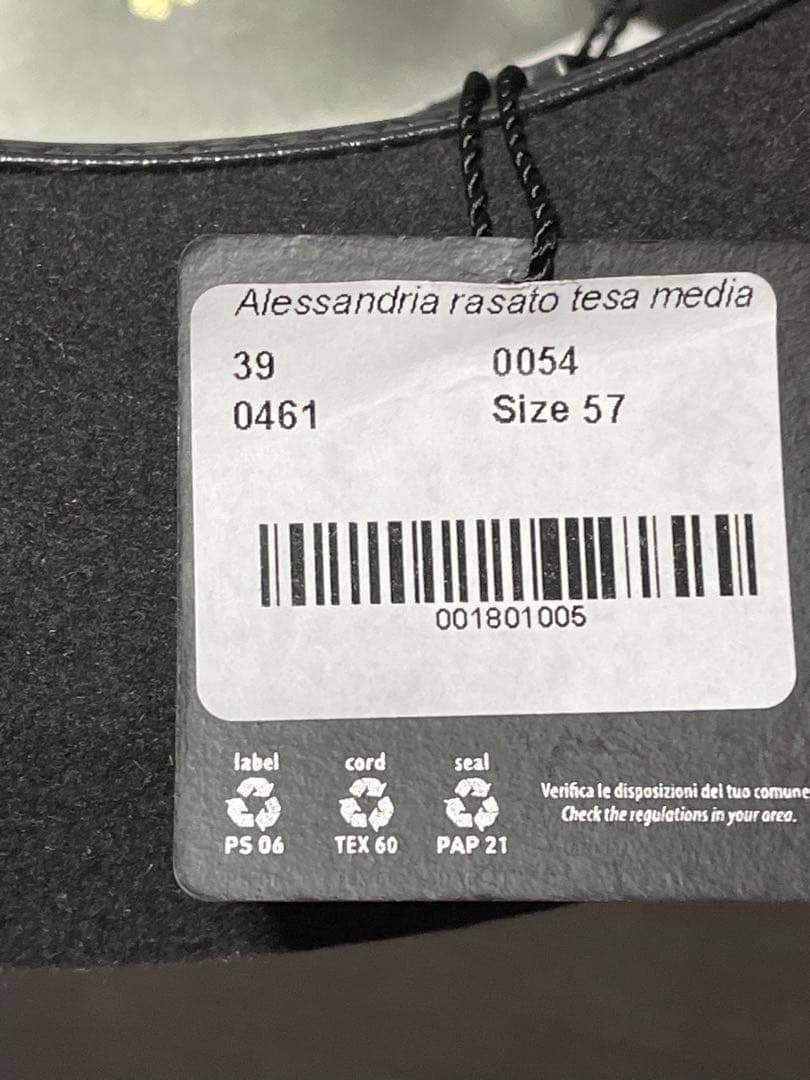 Alessandria rasato tesa media
39 0054
0461 Size 57
001801005
label cord seal
PS 06 TEX 60 PAP 21
Verifica le disposizioni del tuo comune
Check the regulations in your area.